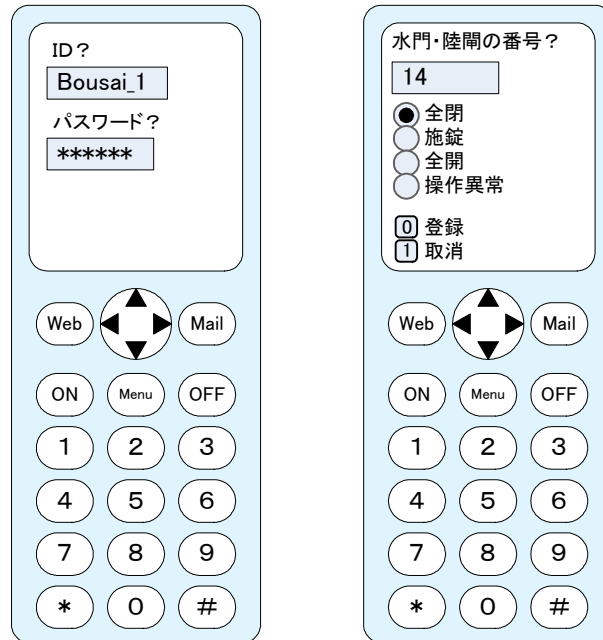 ID？
Bousai_1
パスワード？
******
Web
Mail
ON
Menu
OFF
1
2
3
4
5
6
7
8
9
*
0
#
水門・陸閘の番号？
14
全閉
施錠
全開
操作異常
0 登録
1 取消
Web
Mail
ON
Menu
OFF
1
2
3
4
5
6
7
8
9
*
0
#